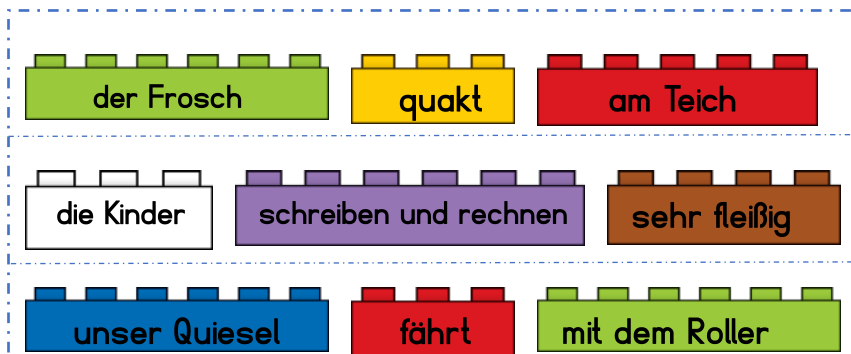 der Frosch quakt am Teich
die Kinder schreiben und rechnen sehr fleißig
unser Quiesel fährt mit dem Roller